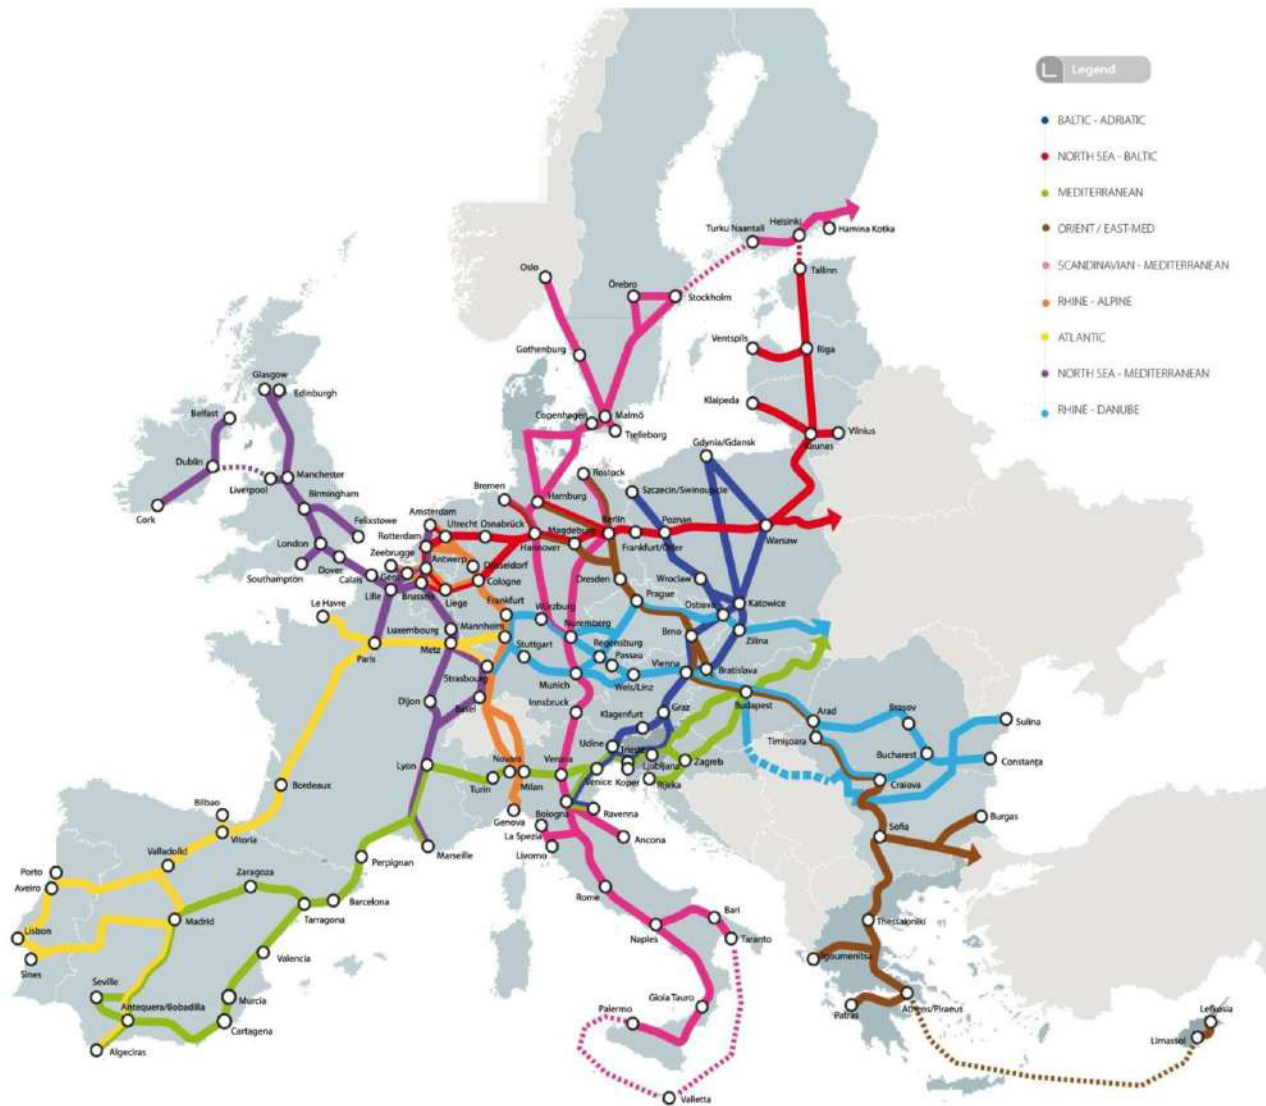 Legend
BALTIC - ADRIATIC
NORTH SEA - BALTIC
MEDITERRANEAN
ORIENT / EAST-MED
SCANDINAVIAN - MEDITERRANEAN
RHINE - ALPINE
ATLANTIC
NORTH SEA - MEDITERRANEAN
RHINE - DANUBE
Helsinki
Turku Naantali
Hamina Kotka
Oslo
Tallinn
Örebro
Stockholm
Ventspils
Riga
Gothenburg
Glasgow
Edinburgh
Klaipeda
Belfast
Copenhagen
Malmö
Trelleborg
Vilnius
Kaunas
Gdynia/Gdansk
Dublin
Manchester
Liverpool
Rostock
Birmingham
Bremen
Hamburg
Szczecin/Swinoupicie
Cork
Amsterdam
Felixstowe
Utrecht
Osnabrück
Magdeburg
Berlin
Poznan
Rotterdam
London
Zeebrugge
Antwerp
Hannover
Frankfurt/Oder
Warsaw
Dover
Düsseldorf
Southampton
Calais
Gent
Cologne
Dresden
Wroclaw
Lille
Brussels
Liege
Prague
Le Havre
Frankfurt
Würzburg
Ostrava
Katowice
Luxembourg
Mannheim
Nuremberg
Brno
Zilina
Metz
Stuttgart
Regensburg
Paris
Passau
Vienna
Bratislava
Strasbourg
Munich
Wels/Linz
Dijon
Basel
Innsbruck
Klagenfurt
Graz
Budapest
Arad
Brasov
Sulina
Timişoara
Udine
Trieste
Bucharest
Lyon
Novara
Verona
Ljubljana
Zagreb
Constanţa
Turin
Milan
Venice
Koper
Rijeka
Craiova
Bordeaux
Bilbao
Genova
Bologna
Ravenna
Burgas
Vitoria
La Spezia
Ancona
Sofia
Marseille
Livorno
Valladolid
Perpignan
Porto
Zaragoza
Aveiro
Rome
Barcelona
Madrid
Tarragona
Bari
Thessaloniki
Lisbon
Naples
Taranto
Valencia
Igoumenitsa
Sines
Seville
Murcia
Gioia Tauro
Antequera/Bobadilla
Palermo
Patras
Athens/Piraeus
Lefkosia
Cartagena
Limassol
Algeciras
Valletta